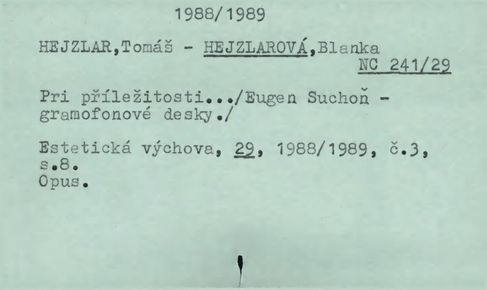 1988/1989
HEJZLAR,Tomáš - HEJZLAROVÁ,Blanka
NC 241/29
Pri příležitosti.../Eugen Suchoň -
gramofonové desky./
Estetická výchova, 29, 1988/1989, č.3,
s.8.
Opus.